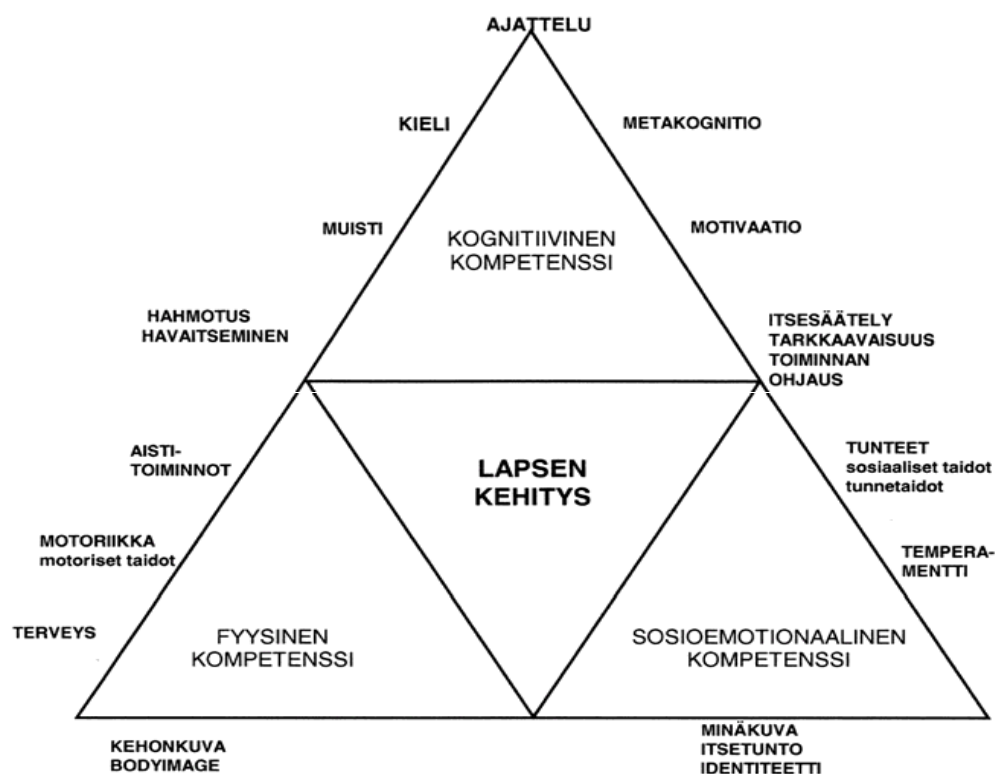 AJATTELU
KIELI
METAKOGNITIO
MUISTI
MOTIVAATIO
KOGNITIIVINEN
KOMPETENSSI
HAHMOTUS
HAVAITSEMINEN
ITSESÄÄTELY
TARKKAAVAISUUS
TOIMINNAN
OHJAUS
AISTI-
TOIMINNOT
LAPSEN
KEHITYS
TUNTEET
sosiaaliset taidot
tunnetaidot
MOTORIIKKA
motoriset taidot
TEMPERA-
MENTTI
TERVEYS
FYYSINEN
KOMPETENSSI
SOSIOEMOTIONAALINEN
KOMPETENSSI
KEHONKUVA
BODYIMAGE
MINÄKUVA
ITSETUNTO
IDENTITEETTI